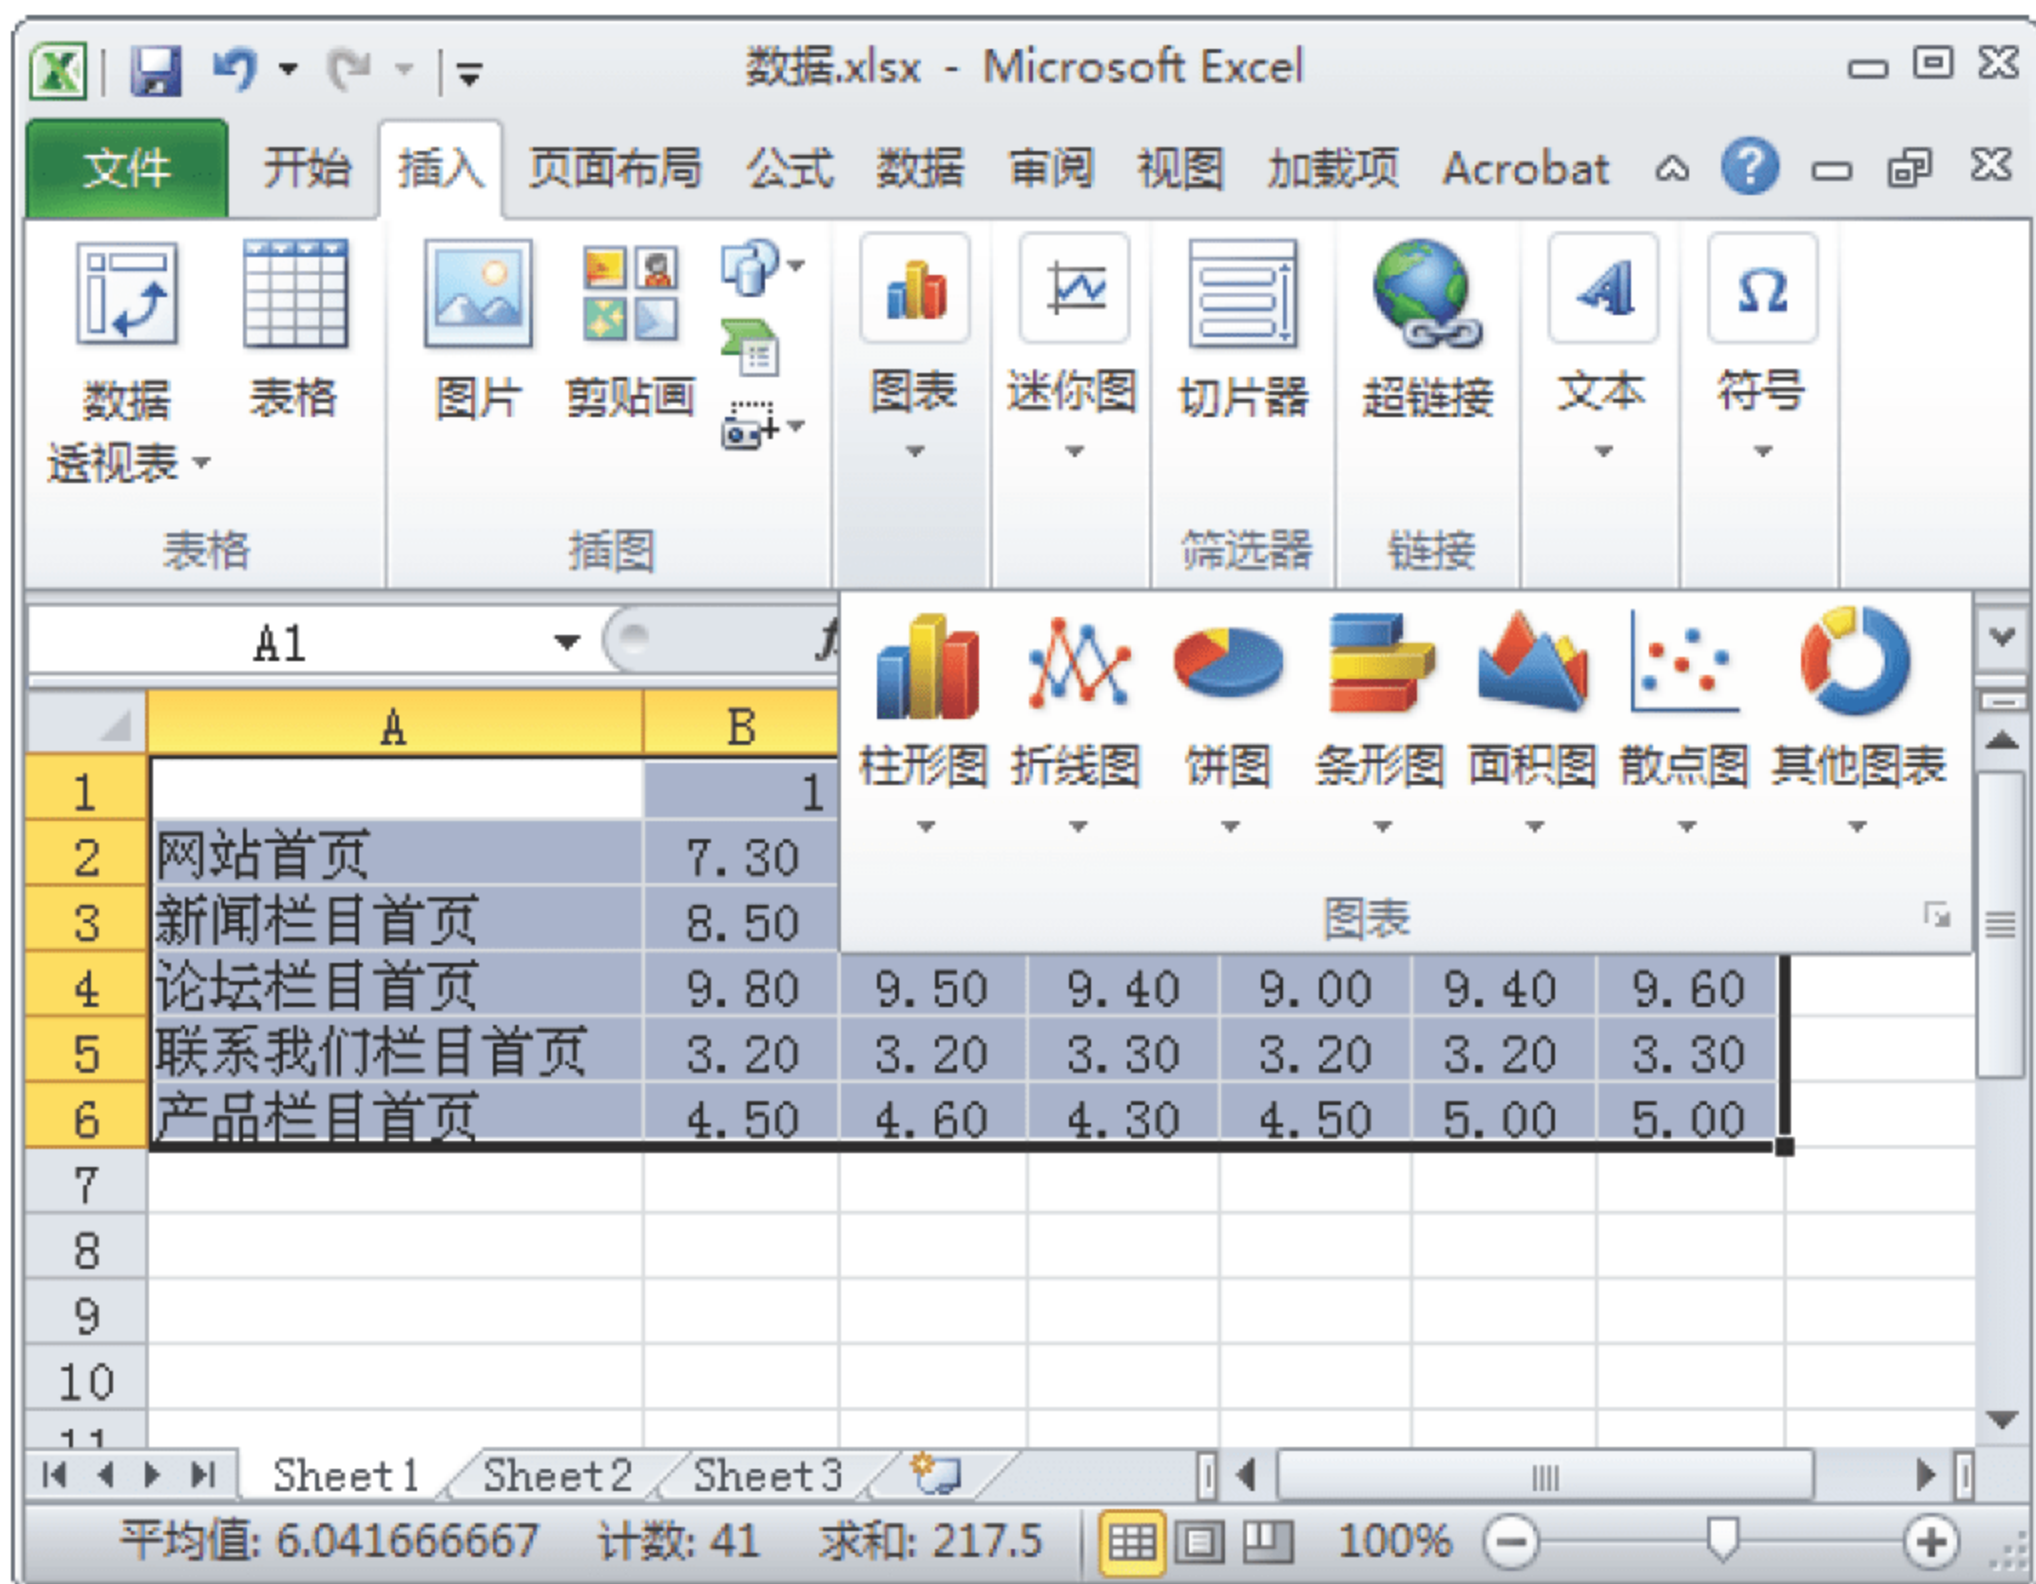 数据.xlsx - Microsoft Excel
文件 开始 插入 页面布局 公式 数据 审阅 视图 加载项 Acrobat
数据透视表 表格 图片 剪贴画 图表 迷你图 切片器 超链接 文本 符号
表格 插图 筛选器 链接
A1
柱形图 折线图 饼图 条形图 面积图 散点图 其他图表
图表
A B
1 1
2 网站首页 7.30
3 新闻栏目首页 8.50
4 论坛栏目首页 9.80 9.50 9.40 9.00 9.40 9.60
5 联系我们栏目首页 3.20 3.20 3.30 3.20 3.20 3.30
6 产品栏目首页 4.50 4.60 4.30 4.50 5.00 5.00
7
8
9
10
11
Sheet1 Sheet2 Sheet3
平均值: 6.041666667 计数: 41 求和: 217.5 100%